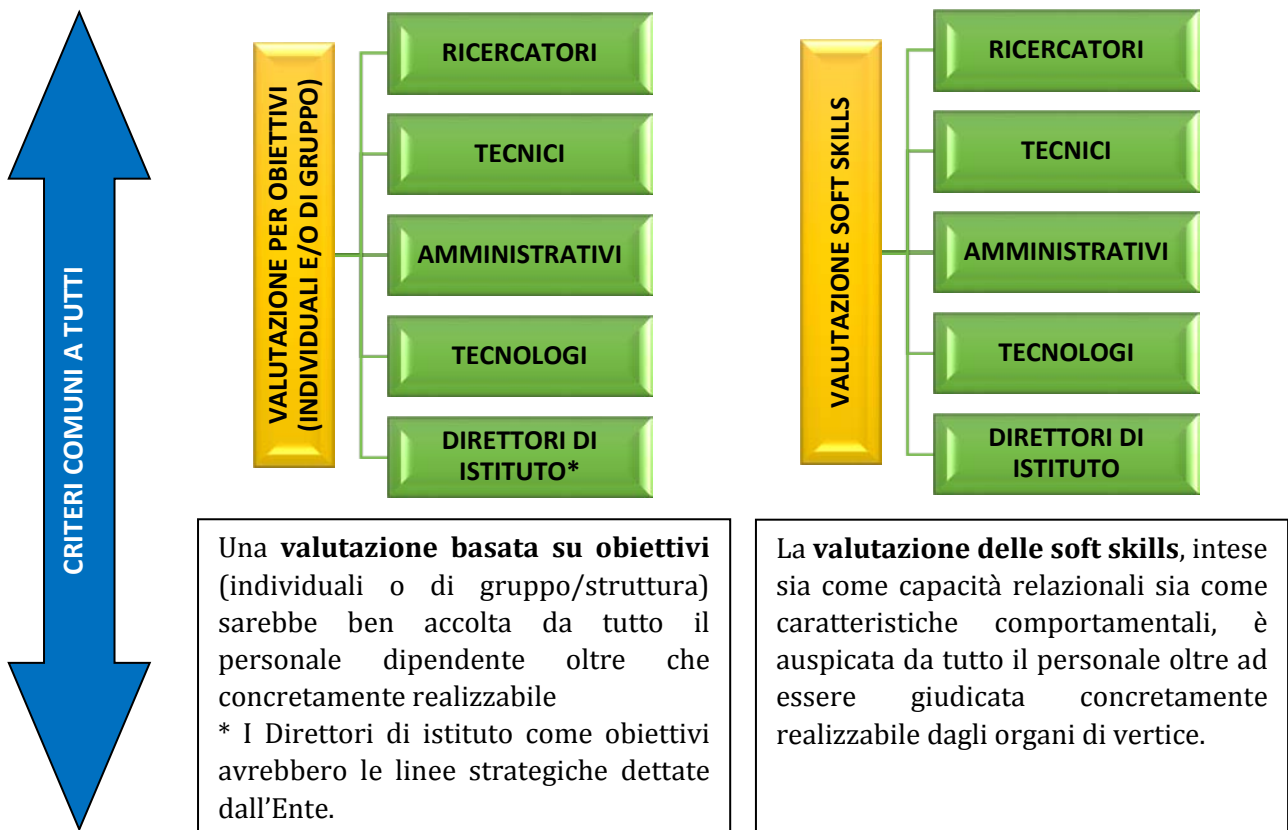 CRITERI COMUNI A TUTTI
VALUTAZIONE PER OBIETTIVI
(INDIVIDUALI E/O DI GRUPPO)
RICERCATORI
TECNICI
AMMINISTRATIVI
TECNOLOGI
DIRETTORI DI
ISTITUTO*
VALUTAZIONE SOFT SKILLS
RICERCATORI
TECNICI
AMMINISTRATIVI
TECNOLOGI
DIRETTORI DI
ISTITUTO
Una valutazione basata su obiettivi
(individuali o di gruppo/struttura)
sarebbe ben accolta da tutto il
personale dipendente oltre che
concretamente realizzabile
* I Direttori di istituto come obiettivi
avrebbero le linee strategiche dettate
dall’Ente.
La valutazione delle soft skills, intese
sia come capacità relazionali sia come
caratteristiche comportamentali, è
auspicata da tutto il personale oltre ad
essere giudicata concretamente
realizzabile dagli organi di vertice.